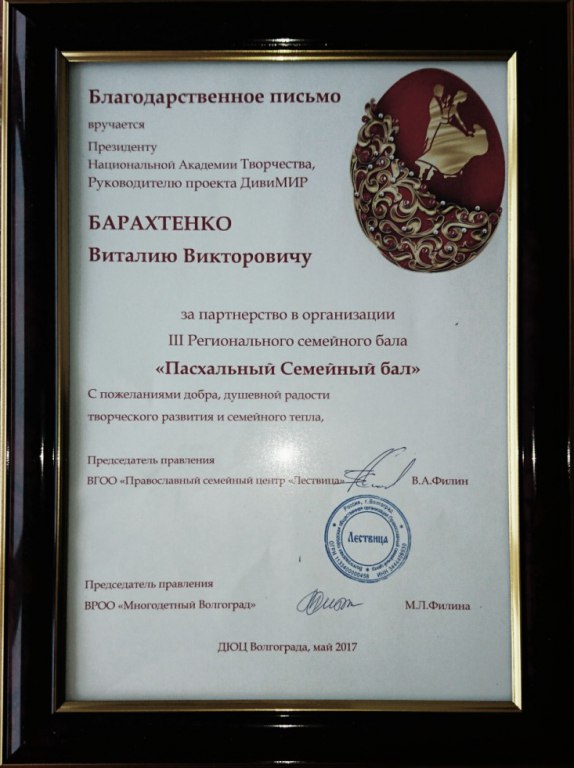 Благодарственное письмо
вручается
Президенту
Национальной Академии Творчества,
Руководителю проекта ДивиМИР
БАРАХТЕНКО
Виталию Викторовичу
за партнерство в организации
III Регионального семейного бала
«Пасхальный Семейный бал»
С пожеланиями добра, душевной радости
творческого развития и семейного тепла,
Председатель правления
ВГОО «Православный семейный центр «Лествица» В.А.Филин
Россия, г.Волгоград
Лествица
Председатель правления
ВРОО «Многодетный Волгоград» М.Л.Филина
ДЮЦ Волгограда, май 2017